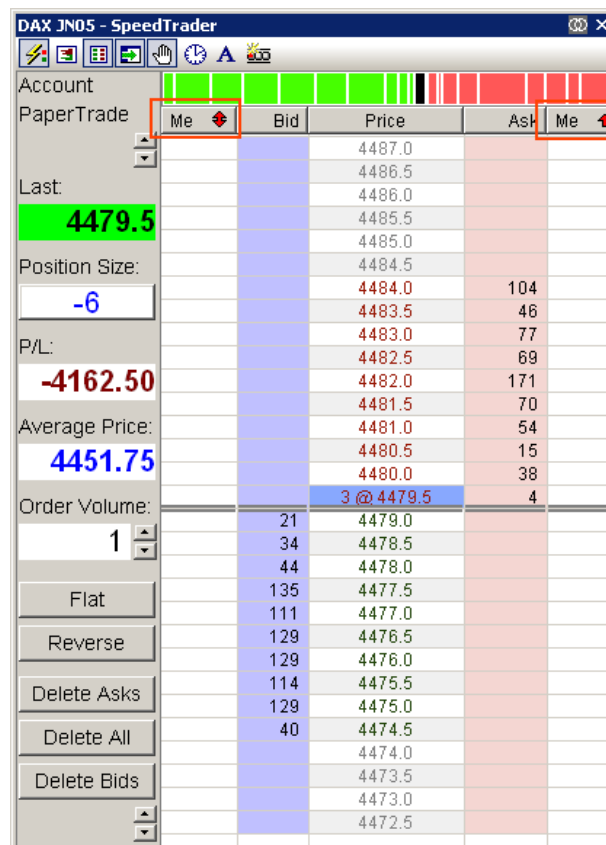 DAX JN05 - SpeedTrader
A
Account
PaperTrade
Me Bid Price Ask Me
4487.0
4486.5
Last:
4486.0
4479.5
4485.5
4485.0
Position Size:
4484.5
-6
4484.0 104
4483.5 46
P/L:
4483.0 77
4482.5 69
-4162.50
4482.0 171
4481.5 70
Average Price:
4481.0 54
4451.75
4480.5 15
4480.0 38
Order Volume:
3 @ 4479.5 4
1
21 4479.0
34 4478.5
44 4478.0
Flat
135 4477.5
111 4477.0
Reverse
129 4476.5
129 4476.0
Delete Asks
114 4475.5
129 4475.0
Delete All
40 4474.5
4474.0
Delete Bids
4473.5
4473.0
4472.5